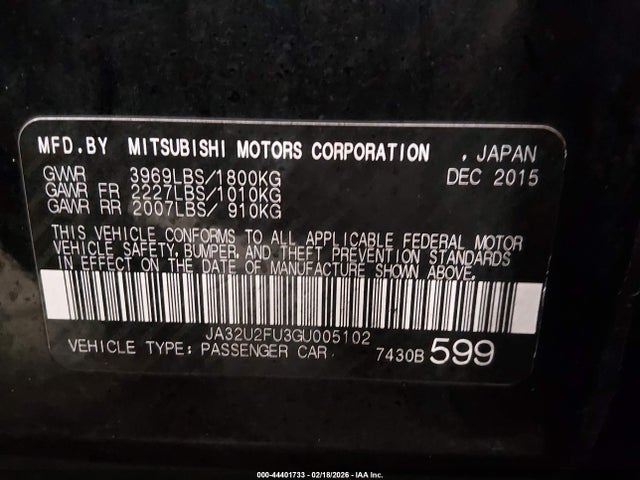 MFD.BY MITSUBISHI MOTORS CORPORATION . JAPAN
GVWR 3969LBS/1800KG DEC 2015
GAWR FR 2227LBS/1010KG
GAWR RR 2007LBS/ 910KG
THIS VEHICLE CONFORMS TO ALL APPLICABLE FEDERAL MOTOR
VEHICLE SAFETY, BUMPER, AND THEFT PREVENTION STANDARDS
IN EFFECT ON THE DATE OF MANUFACTURE SHOWN ABOVE.
JA32U2FU3GU005102
VEHICLE TYPE: PASSENGER CAR 7430B 599
000-44401733 - 02/18/2026 - IAA Inc.